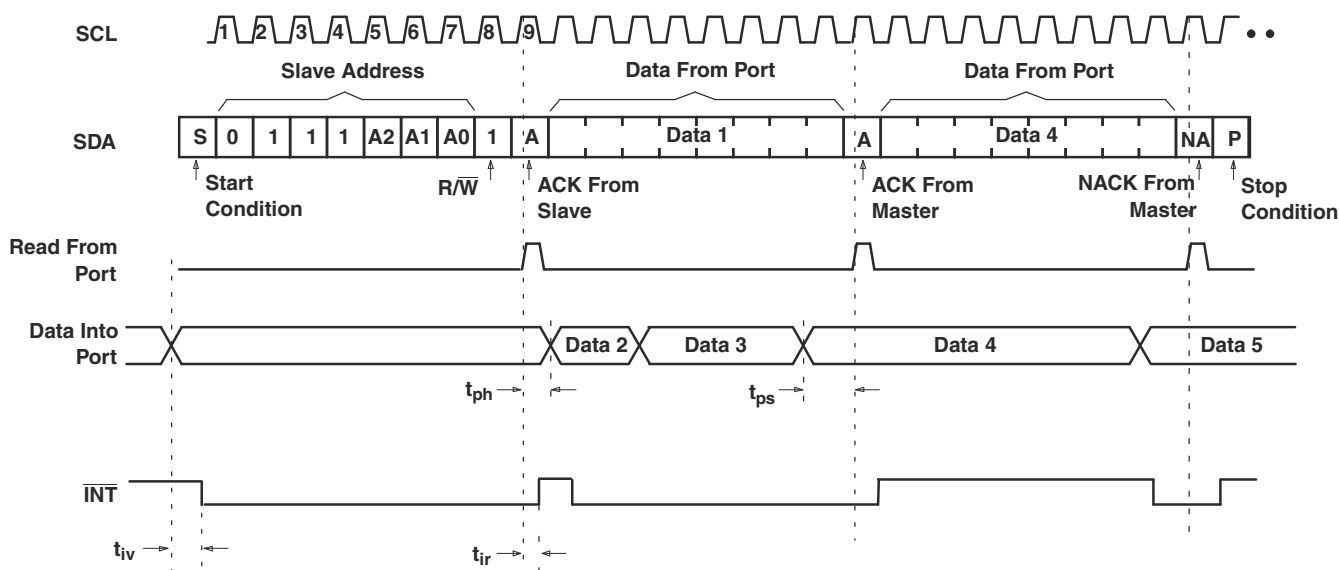 SCL 1 2 3 4 5 6 7 8 9
Slave Address Data From Port Data From Port
SDA S 0 1 1 1 A2 A1 A0 1 A Data 1 A Data 4 NA P
Start Condition
R/W̅
ACK From Slave
ACK From Master
NACK From Master
Stop Condition
Read From Port
Data Into Port
Data 2 Data 3 Data 4 Data 5
tph tps
I̅N̅T̅
tiv tir